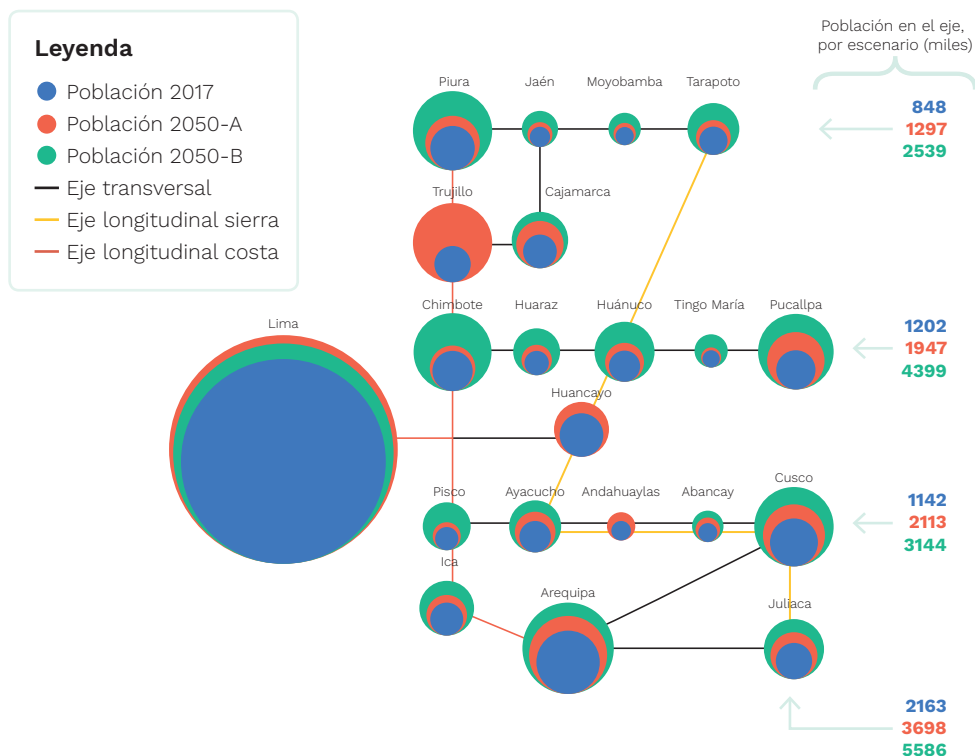 Población en el eje,
por escenario (miles)
Leyenda
Población 2017
Población 2050-A
Población 2050-B
Eje transversal
Eje longitudinal sierra
Eje longitudinal costa
Piura
Jaén
Moyobamba
Tarapoto
848
1297
2539
Trujillo
Cajamarca
Chimbote
Huaraz
Huánuco
Tingo María
Pucallpa
1202
1947
4399
Lima
Huancayo
Pisco
Ayacucho
Andahuaylas
Abancay
Cusco
1142
2113
3144
Ica
Arequipa
Juliaca
2163
3698
5586